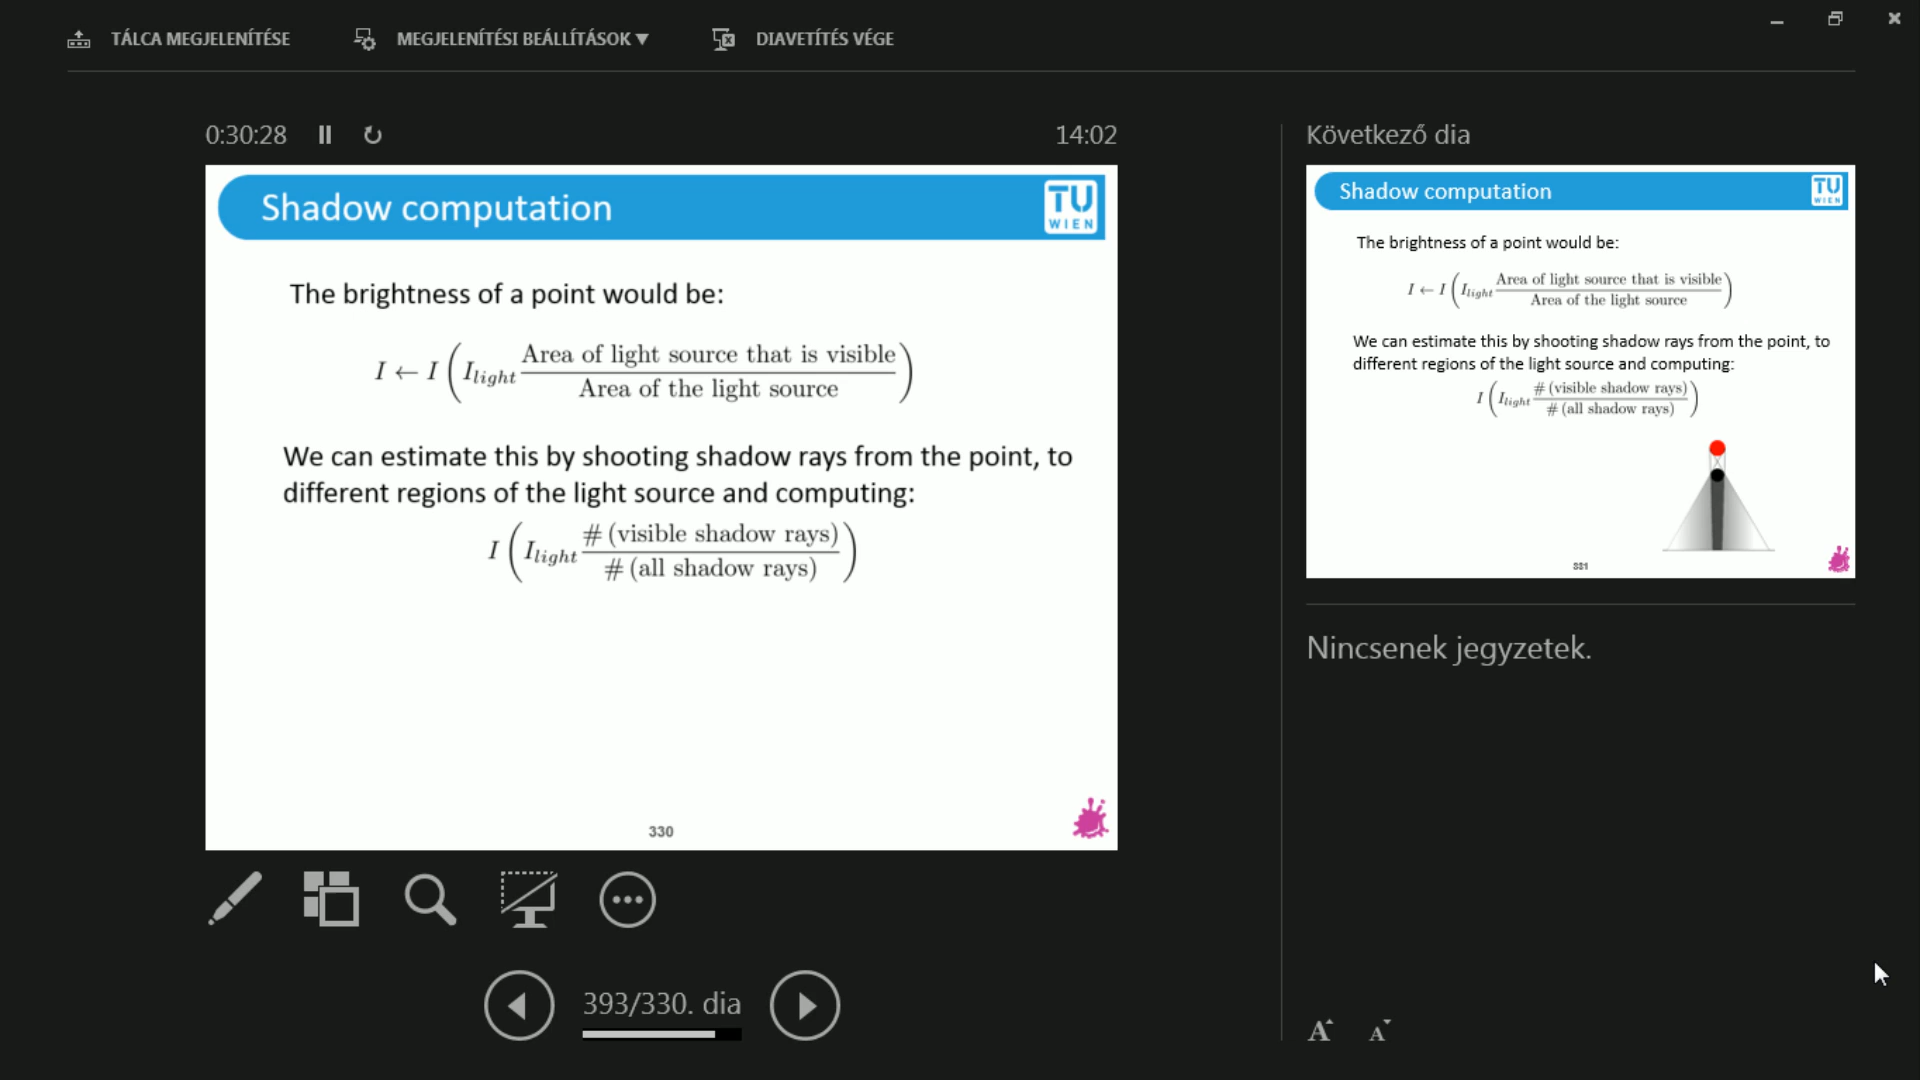 TÁLCA MEGJELENÍTÉSE
MEGJELENÍTÉSI BEÁLLÍTÁSOK ▼
DIAVETÍTÉS VÉGE
0:30:28
14:02
Shadow computation
TU
WIEN
The brightness of a point would be:
I ← I (I_light Area of light source that is visible / Area of the light source)
We can estimate this by shooting shadow rays from the point, to
different regions of the light source and computing:
I (I_light # (visible shadow rays) / # (all shadow rays))
330
393/330. dia
Következő dia
Shadow computation
TU
WIEN
The brightness of a point would be:
I ← I (I_light Area of light source that is visible / Area of the light source)
We can estimate this by shooting shadow rays from the point, to
different regions of the light source and computing:
I (I_light # (visible shadow rays) / # (all shadow rays))
331
Nincsenek jegyzetek.
A A